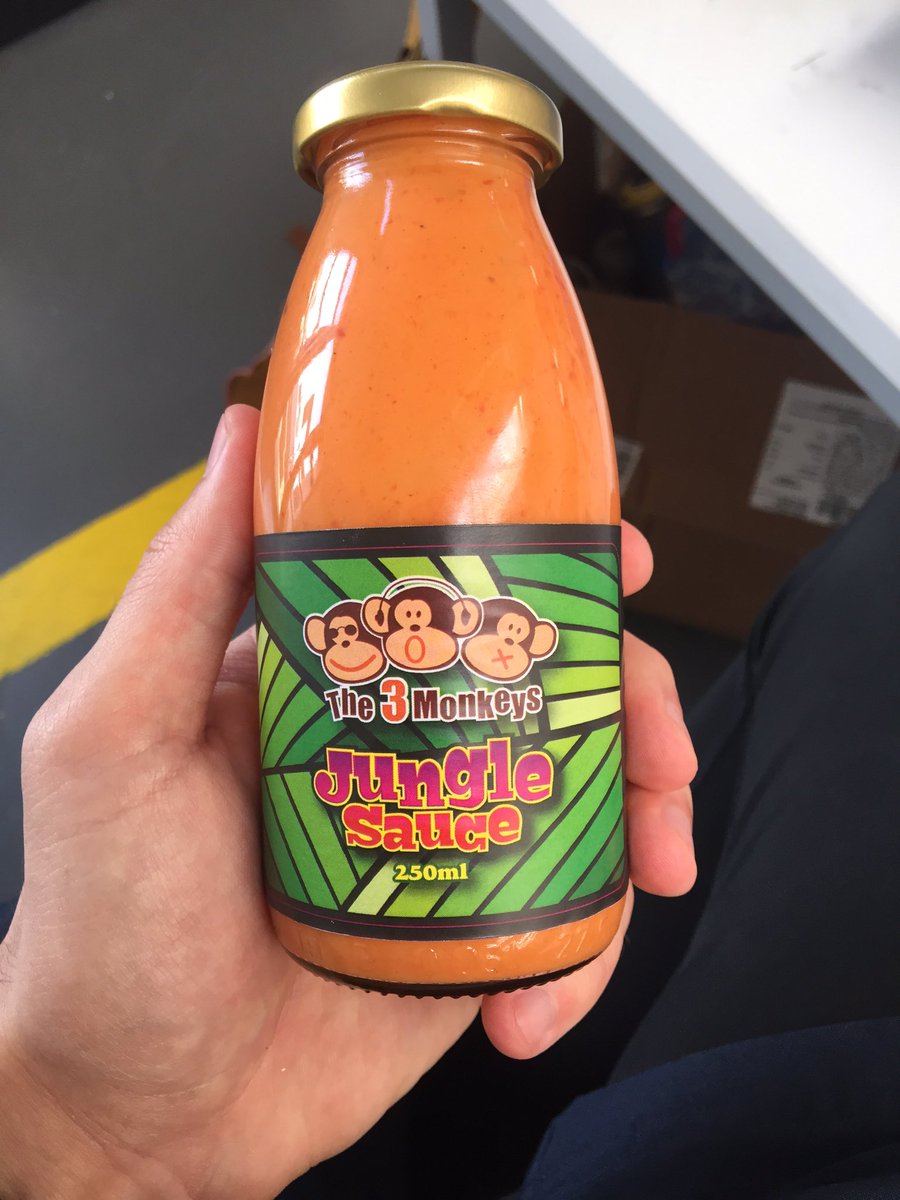 The 3 Monkeys
Jungle
Sauce
250ml